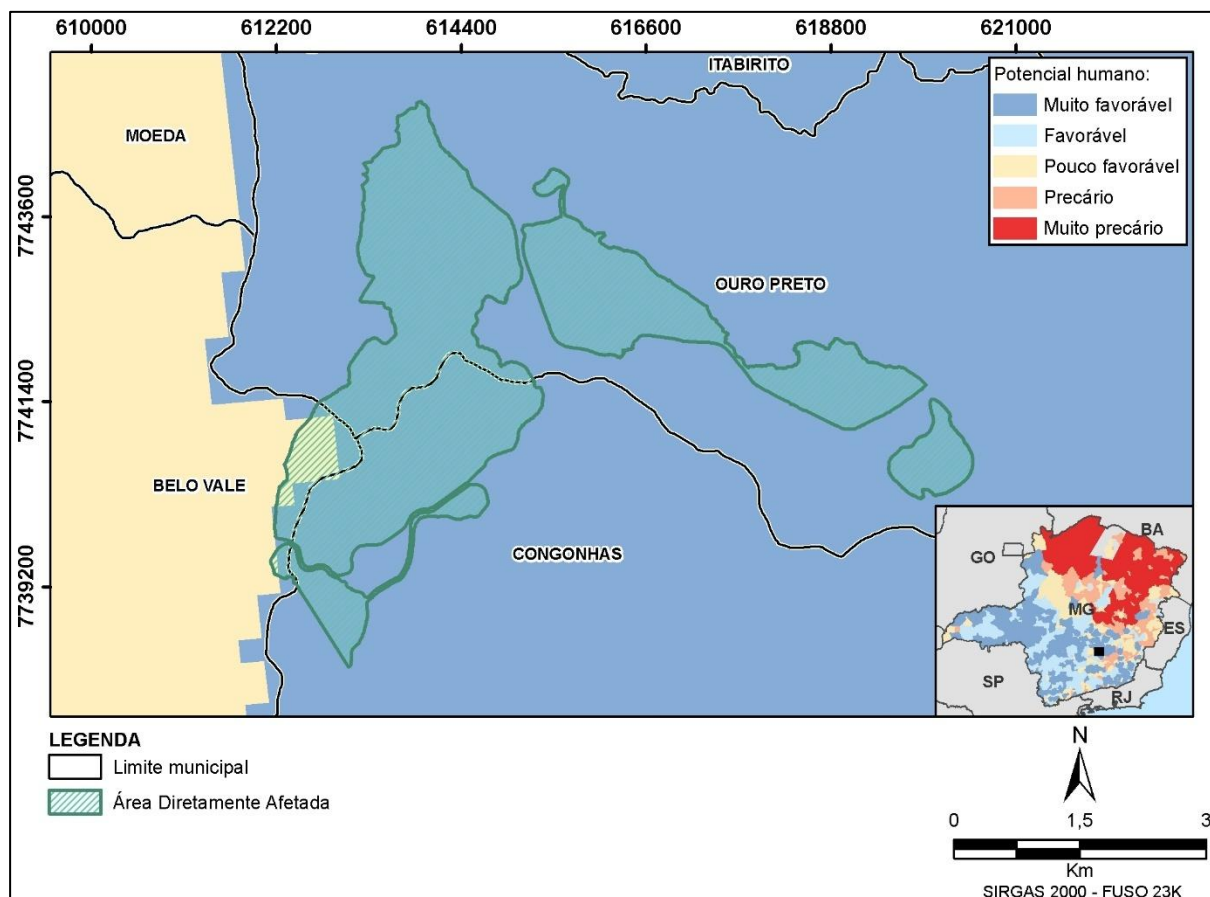 610000 612200 614400 616600 618800 621000
7743600
7741400
7739200
ITABIRITO
MOEDA
OURO PRETO
BELO VALE
CONGONHAS
Potencial humano:
Muito favorável
Favorável
Pouco favorável
Precário
Muito precário
BA
GO
MG
ES
SP
RJ
LEGENDA
Limite municipal
Área Diretamente Afetada
N
0 1,5 3
Km
SIRGAS 2000 - FUSO 23K